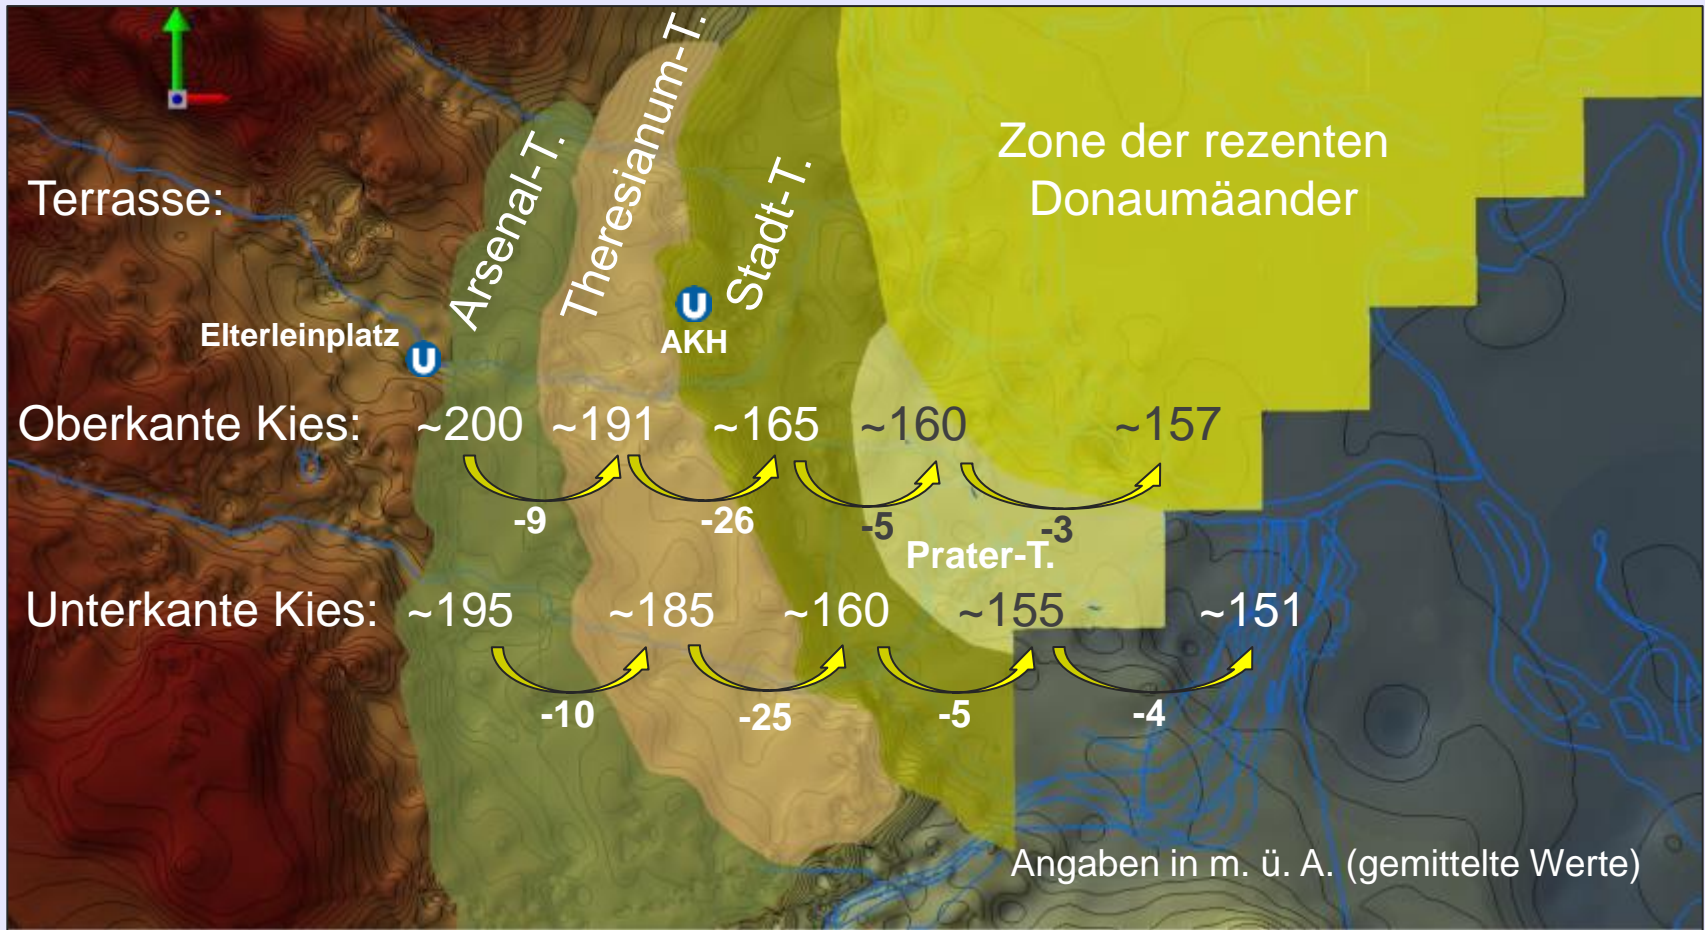 Terrasse:
Arsenal-T.
Theresianum-T.
Stadt-T.
Zone der rezenten
Donaumäander
Elterleinplatz
U
U
AKH
Oberkante Kies: ~200 ~191 ~165 ~160 ~157
-9 -26 -5 -3
Prater-T.
Unterkante Kies: ~195 ~185 ~160 ~155 ~151
-10 -25 -5 -4
Angaben in m. ü. A. (gemittelte Werte)